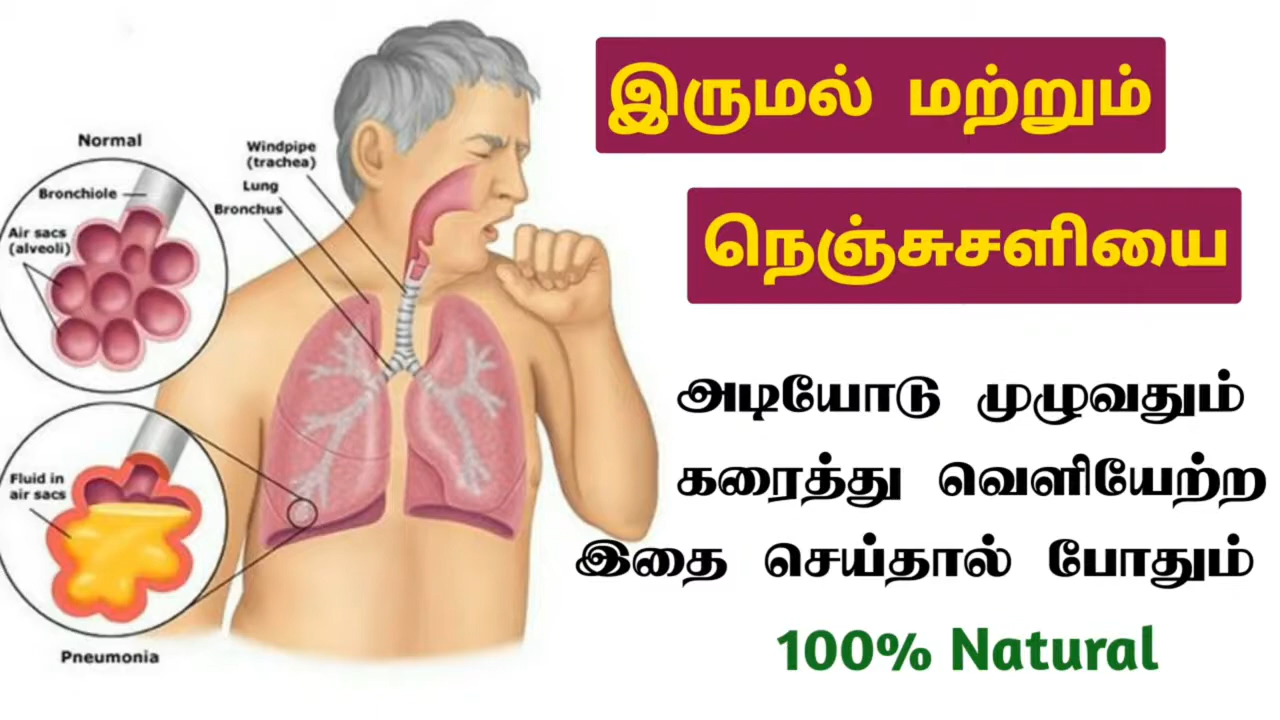 இருமல் மற்றும்
நெஞ்சுசளியை
அடியோடு முழுவதும்
கரைத்து வெளியேற்ற
இதை செய்தால் போதும்
100% Natural
Normal
Bronchiole
Air sacs
(alveoli)
Windpipe
(trachea)
Lung
Bronchus
Fluid in
air sacs
Pneumonia